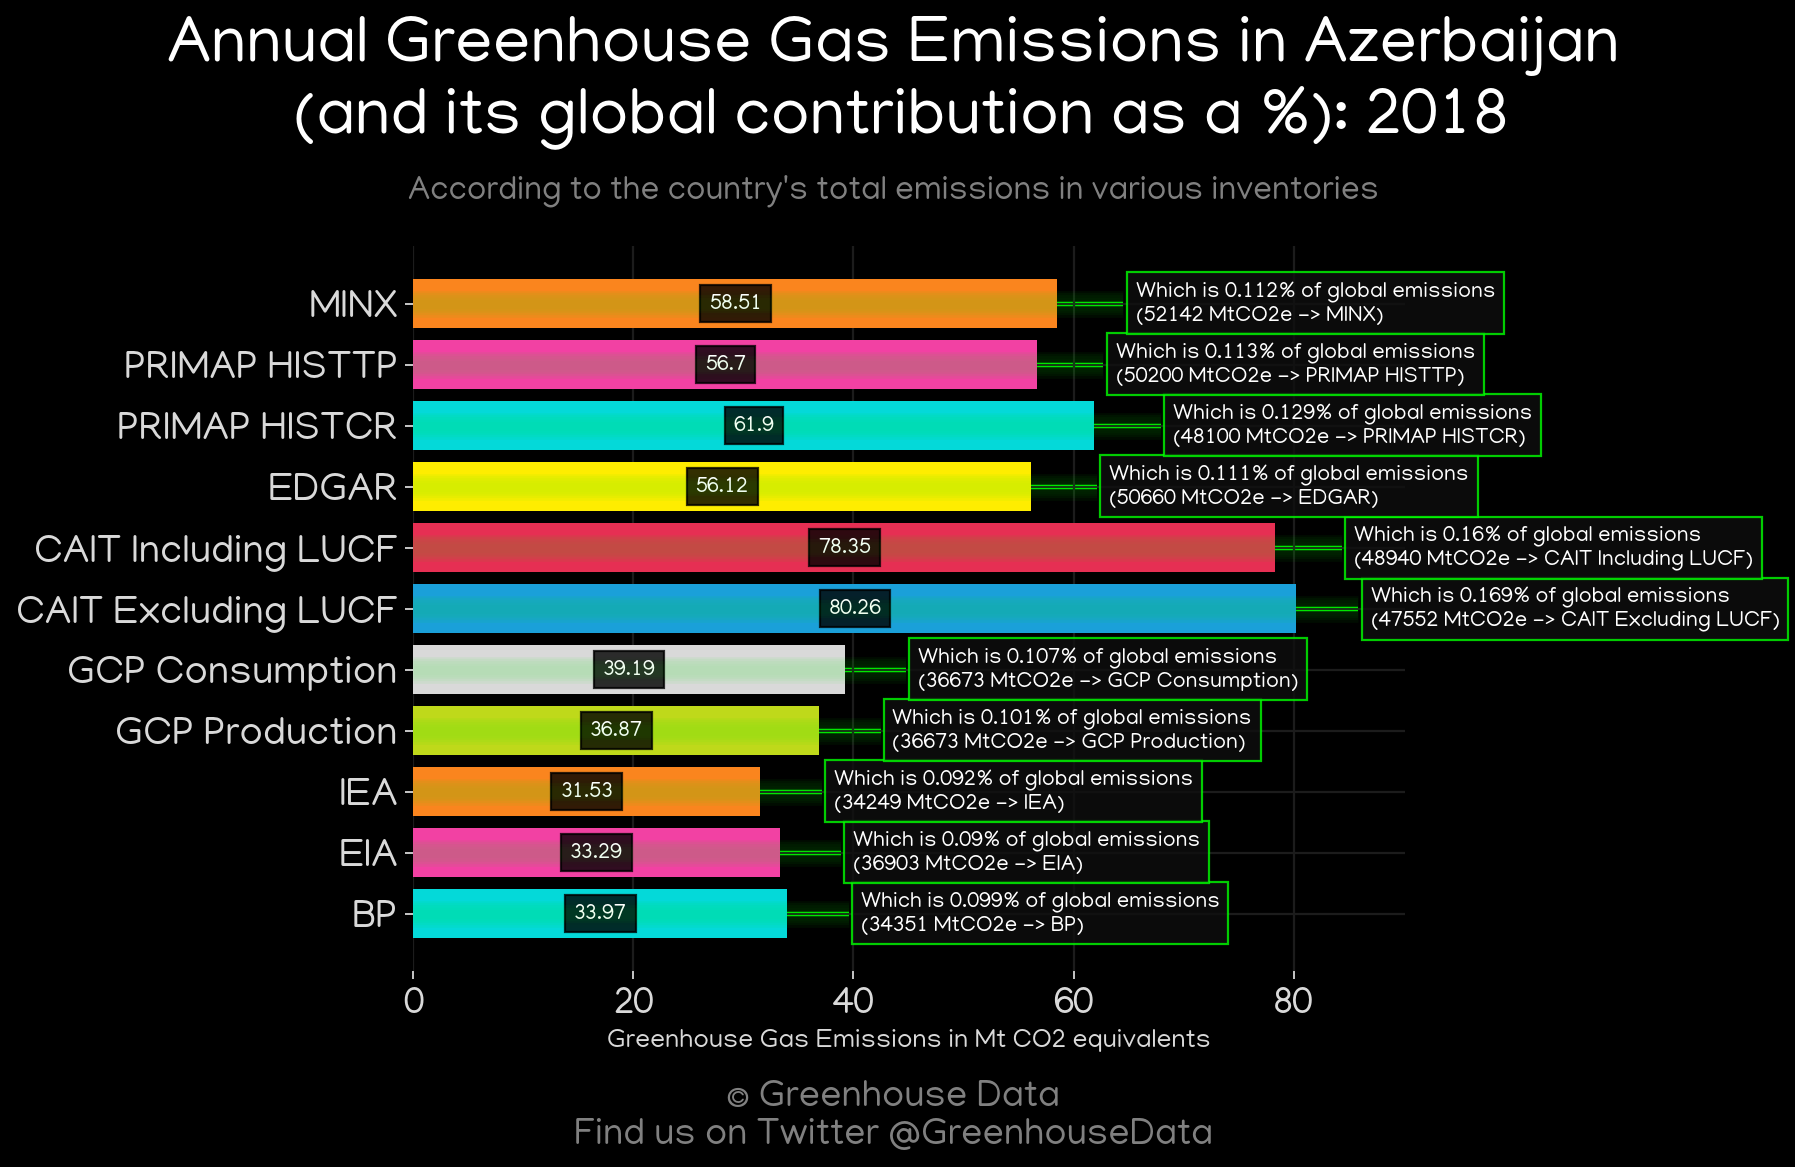 Annual Greenhouse Gas Emissions in Azerbaijan
(and its global contribution as a %): 2018
According to the country's total emissions in various inventories
MINX
58.51
Which is 0.112% of global emissions
(52142 MtCO2e -> MINX)
PRIMAP HISTTP
56.7
Which is 0.113% of global emissions
(50200 MtCO2e -> PRIMAP HISTTP)
PRIMAP HISTCR
61.9
Which is 0.129% of global emissions
(48100 MtCO2e -> PRIMAP HISTCR)
EDGAR
56.12
Which is 0.111% of global emissions
(50660 MtCO2e -> EDGAR)
CAIT Including LUCF
78.35
Which is 0.16% of global emissions
(48940 MtCO2e -> CAIT Including LUCF)
CAIT Excluding LUCF
80.26
Which is 0.169% of global emissions
(47552 MtCO2e -> CAIT Excluding LUCF)
GCP Consumption
39.19
Which is 0.107% of global emissions
(36673 MtCO2e -> GCP Consumption)
GCP Production
36.87
Which is 0.101% of global emissions
(36673 MtCO2e -> GCP Production)
IEA
31.53
Which is 0.092% of global emissions
(34249 MtCO2e -> IEA)
EIA
33.29
Which is 0.09% of global emissions
(36903 MtCO2e -> EIA)
BP
33.97
Which is 0.099% of global emissions
(34351 MtCO2e -> BP)
0 20 40 60 80
Greenhouse Gas Emissions in Mt CO2 equivalents
© Greenhouse Data
Find us on Twitter @GreenhouseData